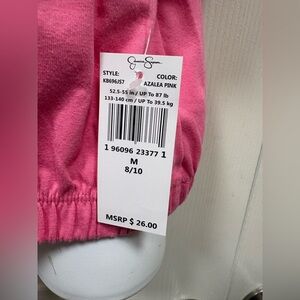 STYLE: COLOR:
KB696JS7 AZALEA PINK
52.5-55 in / UP To 87 lb
133-140 cm / UP To 39.5 kg
1 96096 23377 1
M
8/10
MSRP $ 26.00